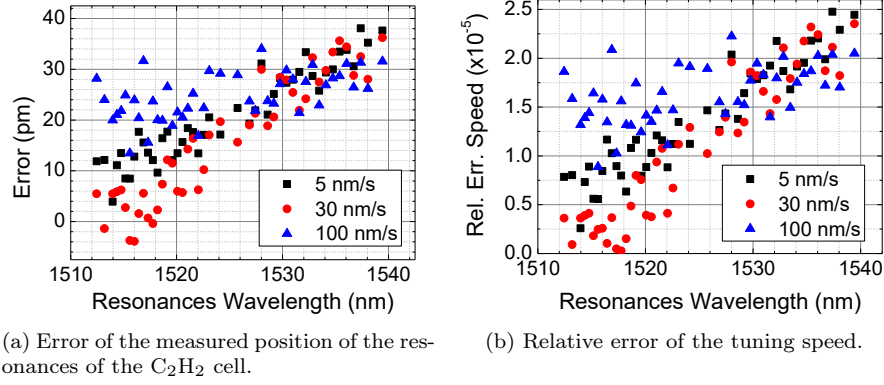 40
30
20
10
0
Error (pm)
5 nm/s
30 nm/s
100 nm/s
1510 1520 1530 1540
Resonances Wavelength (nm)
(a) Error of the measured position of the res-
onances of the C₂H₂ cell.
2.5
2.0
1.5
1.0
0.5
0.0
Rel. Err. Speed (x10⁻⁵)
5 nm/s
30 nm/s
100 nm/s
1510 1520 1530 1540
Resonances Wavelength (nm)
(b) Relative error of the tuning speed.